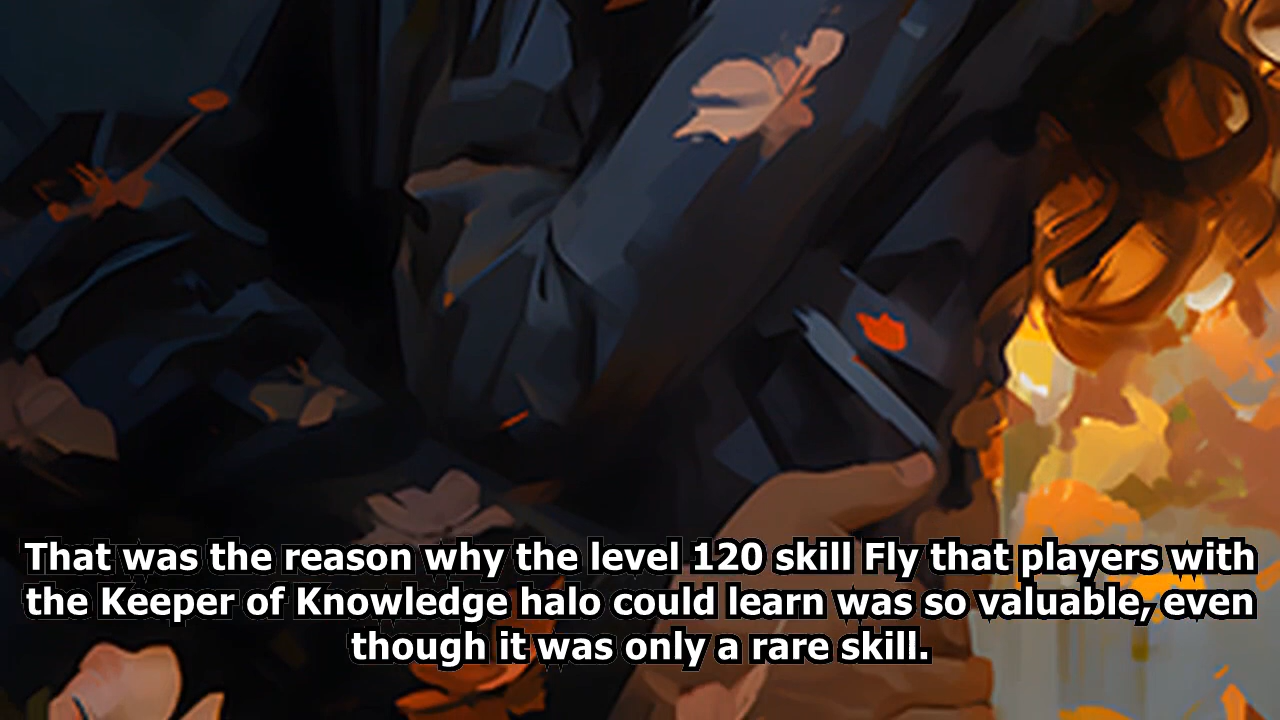 That was the reason why the level 120 skill Fly that players with
the Keeper of Knowledge halo could learn was so valuable, even
though it was only a rare skill.